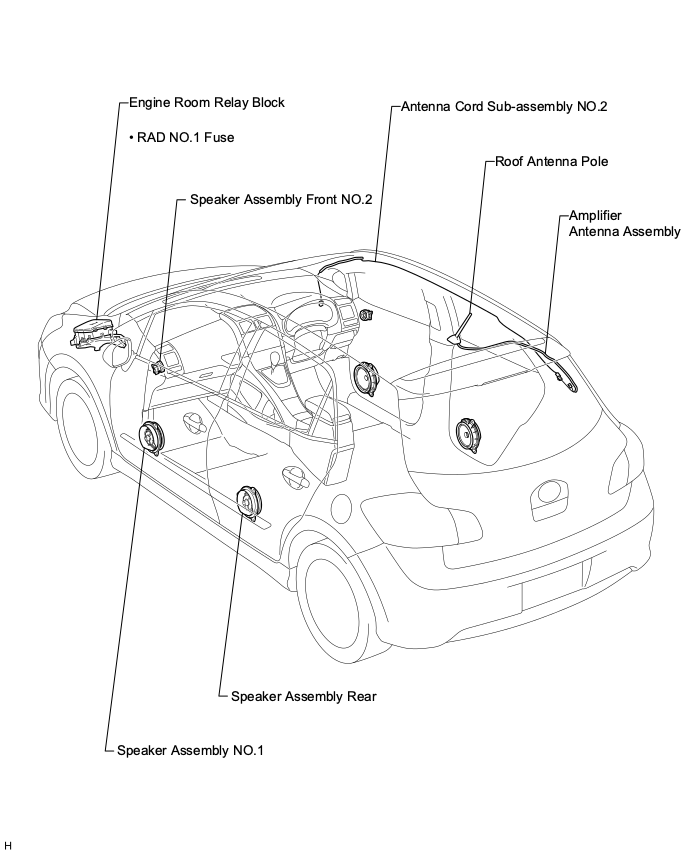 Engine Room Relay Block
• RAD NO.1 Fuse
Antenna Cord Sub-assembly NO.2
Roof Antenna Pole
Speaker Assembly Front NO.2
Amplifier
Antenna Assembly
Speaker Assembly Rear
Speaker Assembly NO.1
H